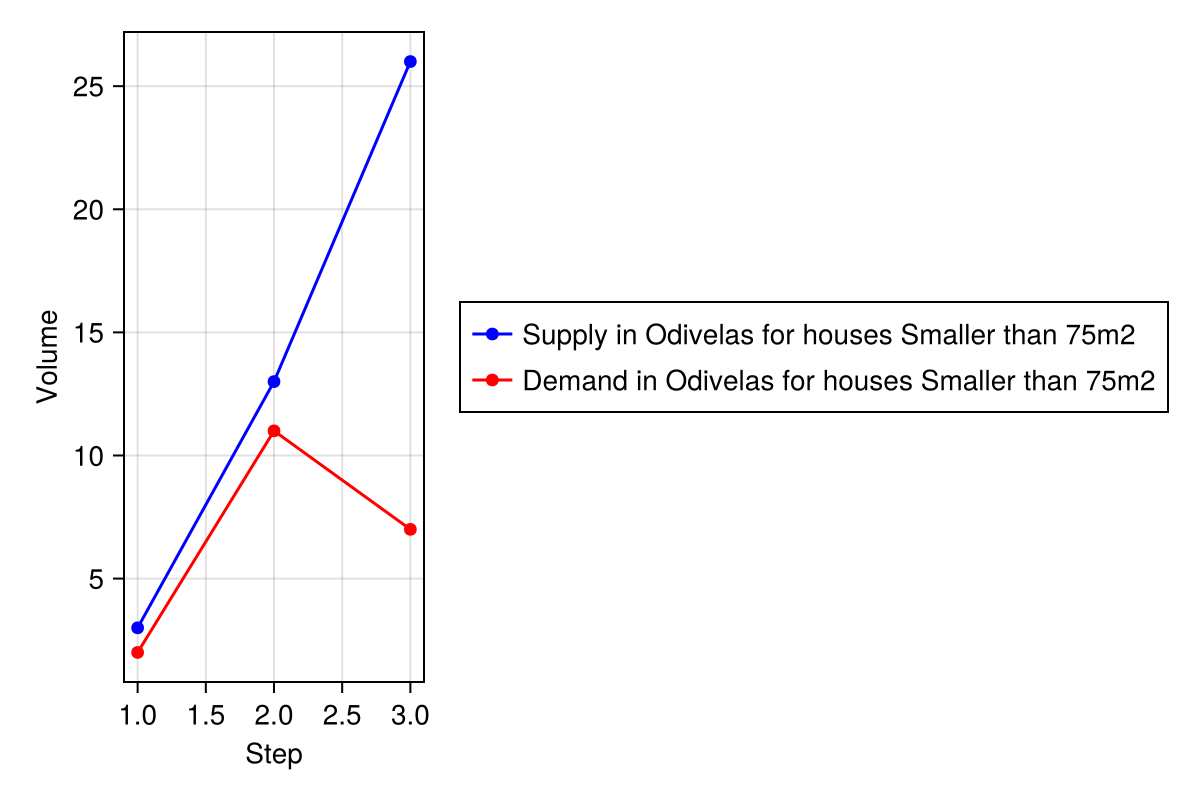 25
20
15
10
5
Volume
1.0 1.5 2.0 2.5 3.0
Step
Supply in Odivelas for houses Smaller than 75m2
Demand in Odivelas for houses Smaller than 75m2